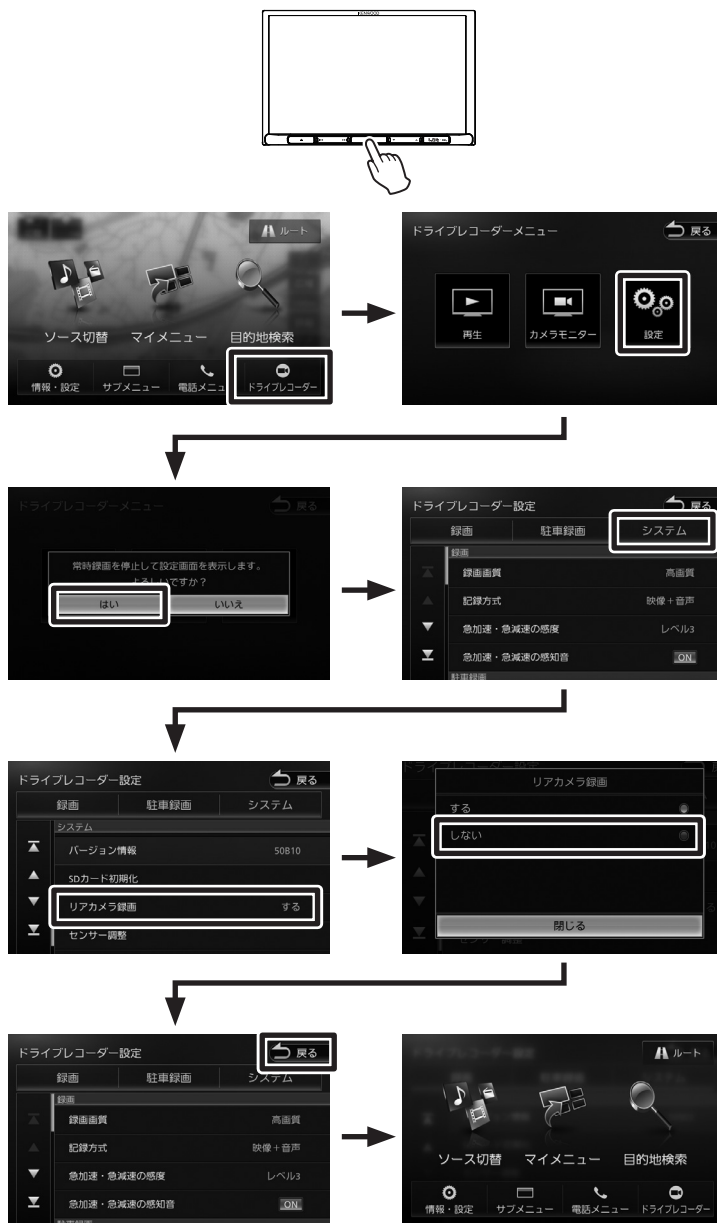 KENWOOD
ルート
ソース切替 マイメニュー 目的地検索
情報・設定 サブメニュー 電話メニュ ドライブレコーダー
ドライブレコーダーメニュー 戻る
再生 カメラモニター 設定
ドライブレコーダーメニュー 戻る
常時録画を停止して設定画面を表示します。
よろしいですか？
はい いいえ
ドライブレコーダー設定 戻る
録画 駐車録画 システム
録画
録画画質 高画質
記録方式 映像＋音声
急加速・急減速の感度 レベル3
急加速・急減速の感知音 ON
駐車録画
ドライブレコーダー設定 戻る
録画 駐車録画 システム
システム
バージョン情報 50B10
SDカード初期化
リアカメラ録画 する
センサー調整
リアカメラ録画
する
しない
閉じる
ドライブレコーダー設定 戻る
録画 駐車録画 システム
録画
録画画質 高画質
記録方式 映像＋音声
急加速・急減速の感度 レベル3
急加速・急減速の感知音 ON
ルート
ソース切替 マイメニュー 目的地検索
情報・設定 サブメニュー 電話メニュー ドライブレコーダー